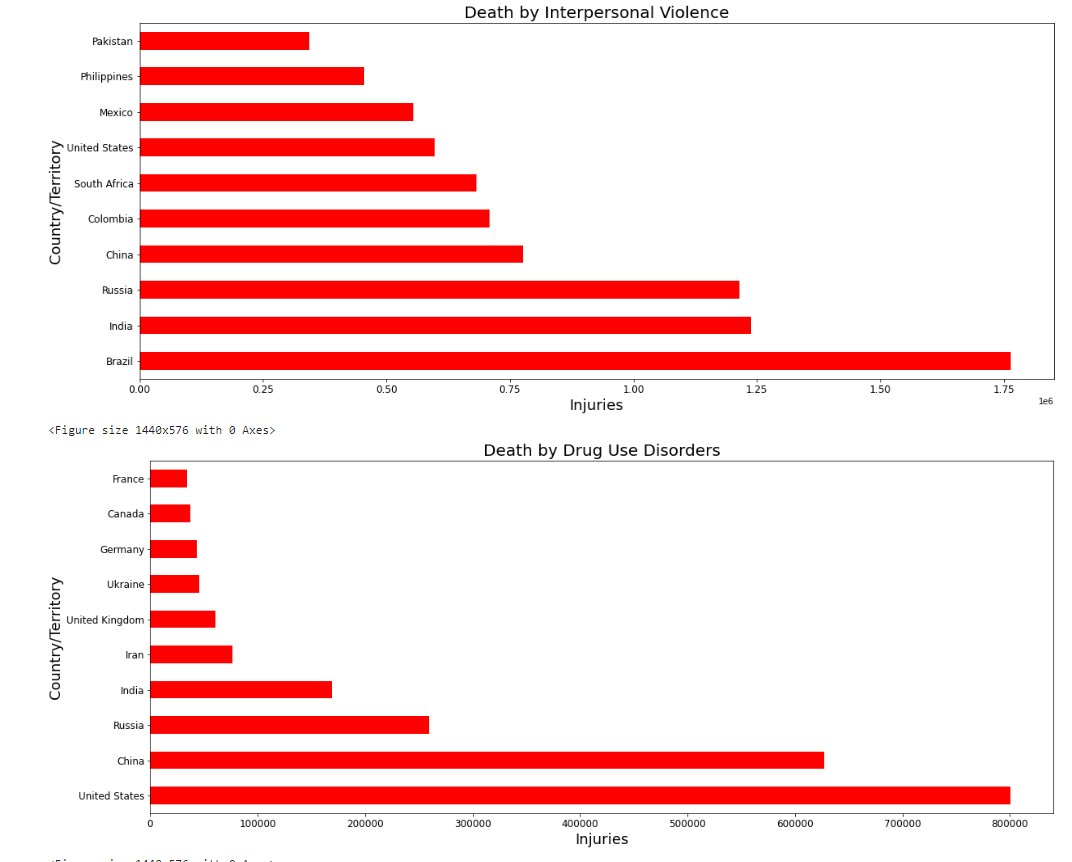 Death by Interpersonal Violence
Country/Territory
Pakistan
Philippines
Mexico
United States
South Africa
Colombia
China
Russia
India
Brazil
0.00 0.25 0.50 0.75 1.00 1.25 1.50 1.75
1e6
Injuries
<Figure size 1440x576 with 0 Axes>
Death by Drug Use Disorders
Country/Territory
France
Canada
Germany
Ukraine
United Kingdom
Iran
India
Russia
China
United States
0 100000 200000 300000 400000 500000 600000 700000 800000
Injuries